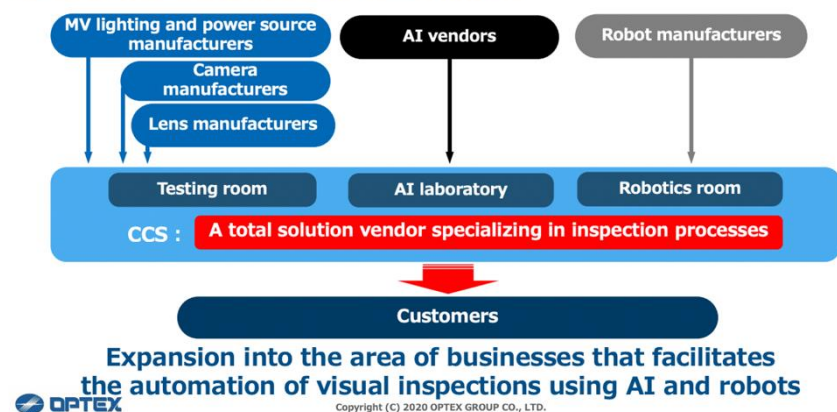 MV lighting and power source
manufacturers
AI vendors
Robot manufacturers
Camera
manufacturers
Lens manufacturers
Testing room
AI laboratory
Robotics room
CCS : A total solution vendor specializing in inspection processes
Customers
Expansion into the area of businesses that facilitates
the automation of visual inspections using AI and robots
OPTEX
Copyright (C) 2020 OPTEX GROUP CO., LTD.